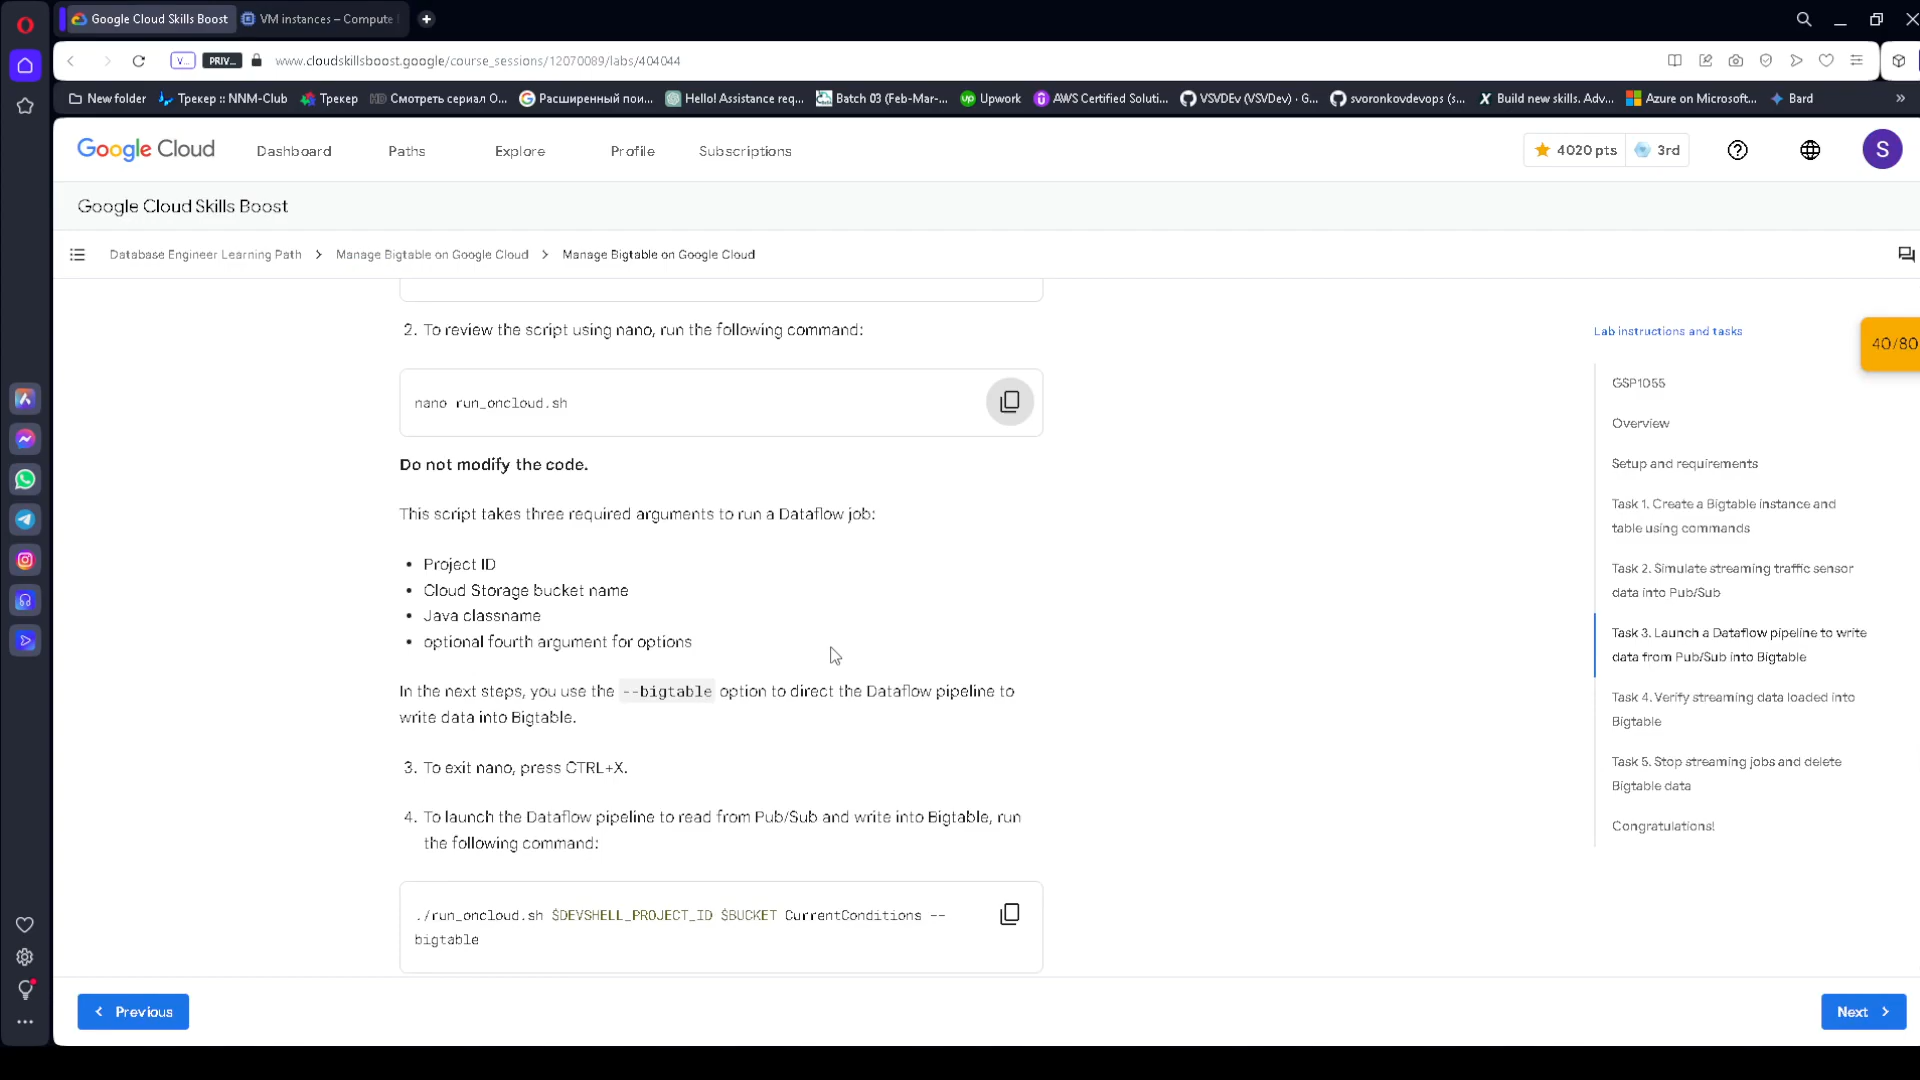 Google Cloud Skills Boost
VM instances – Compute
V...
PRIV...
www.cloudskillsboost.google/course_sessions/12070089/labs/404044
New folder
Трекер :: NNM-Club
Трекер
HD Смотреть сериал О...
Расширенный пои...
Hello! Assistance req...
Batch 03 (Feb-Mar-...
up Upwork
AWS Certified Soluti...
VSVDEv (VSVDev) · G...
svoronkovdevops (s...
X Build new skills. Adv...
Azure on Microsoft...
Bard
»
Google Cloud
Dashboard
Paths
Explore
Profile
Subscriptions
4020 pts
3rd
S
Google Cloud Skills Boost
Database Engineer Learning Path > Manage Bigtable on Google Cloud > Manage Bigtable on Google Cloud
2. To review the script using nano, run the following command:
nano run_oncloud.sh
Do not modify the code.
This script takes three required arguments to run a Dataflow job:
• Project ID
• Cloud Storage bucket name
• Java classname
• optional fourth argument for options
In the next steps, you use the --bigtable option to direct the Dataflow pipeline to
write data into Bigtable.
3. To exit nano, press CTRL+X.
4. To launch the Dataflow pipeline to read from Pub/Sub and write into Bigtable, run
the following command:
./run_oncloud.sh $DEVSHELL_PROJECT_ID $BUCKET CurrentConditions --
bigtable
Lab instructions and tasks
40/80
GSP1055
Overview
Setup and requirements
Task 1. Create a Bigtable instance and
table using commands
Task 2. Simulate streaming traffic sensor
data into Pub/Sub
Task 3. Launch a Dataflow pipeline to write
data from Pub/Sub into Bigtable
Task 4. Verify streaming data loaded into
Bigtable
Task 5. Stop streaming jobs and delete
Bigtable data
Congratulations!
Previous
Next